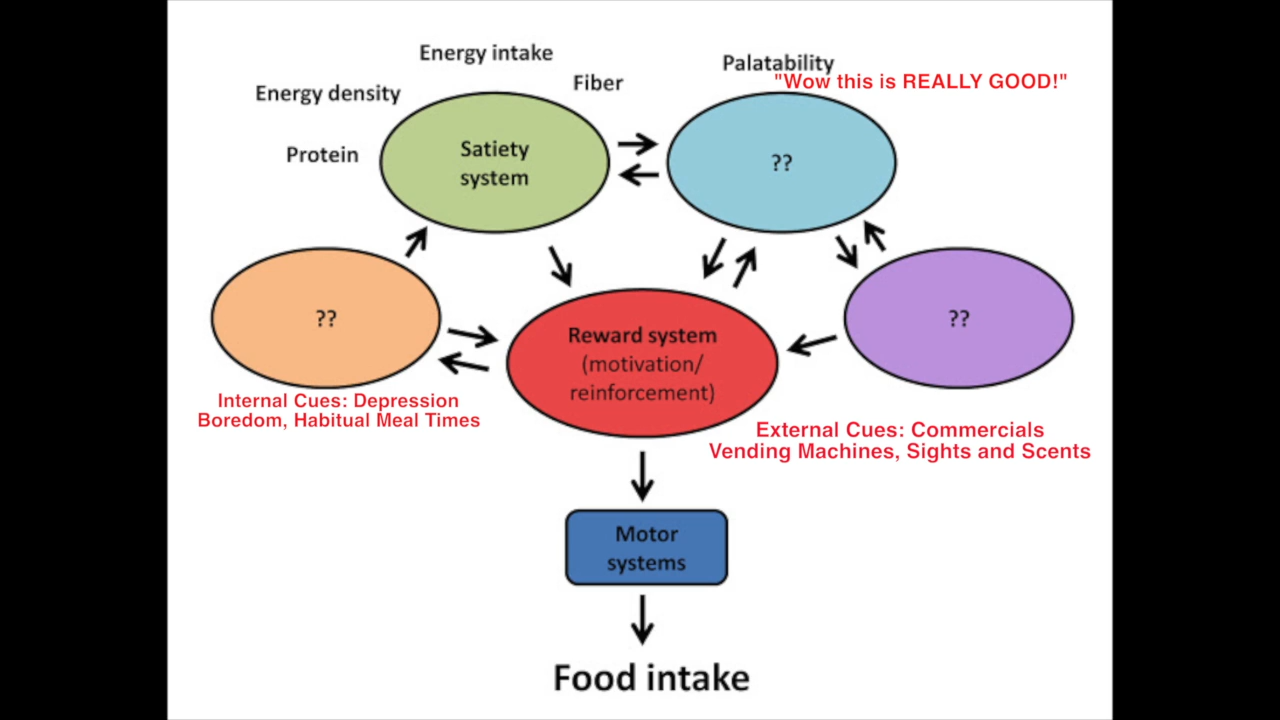 Energy intake
Palatability
"Wow this is REALLY GOOD!"
Fiber
Energy density
Protein
Satiety
system
??
??
??
Reward system
(motivation/
reinforcement)
Internal Cues: Depression
Boredom, Habitual Meal Times
External Cues: Commercials
Vending Machines, Sights and Scents
Motor
systems
Food intake